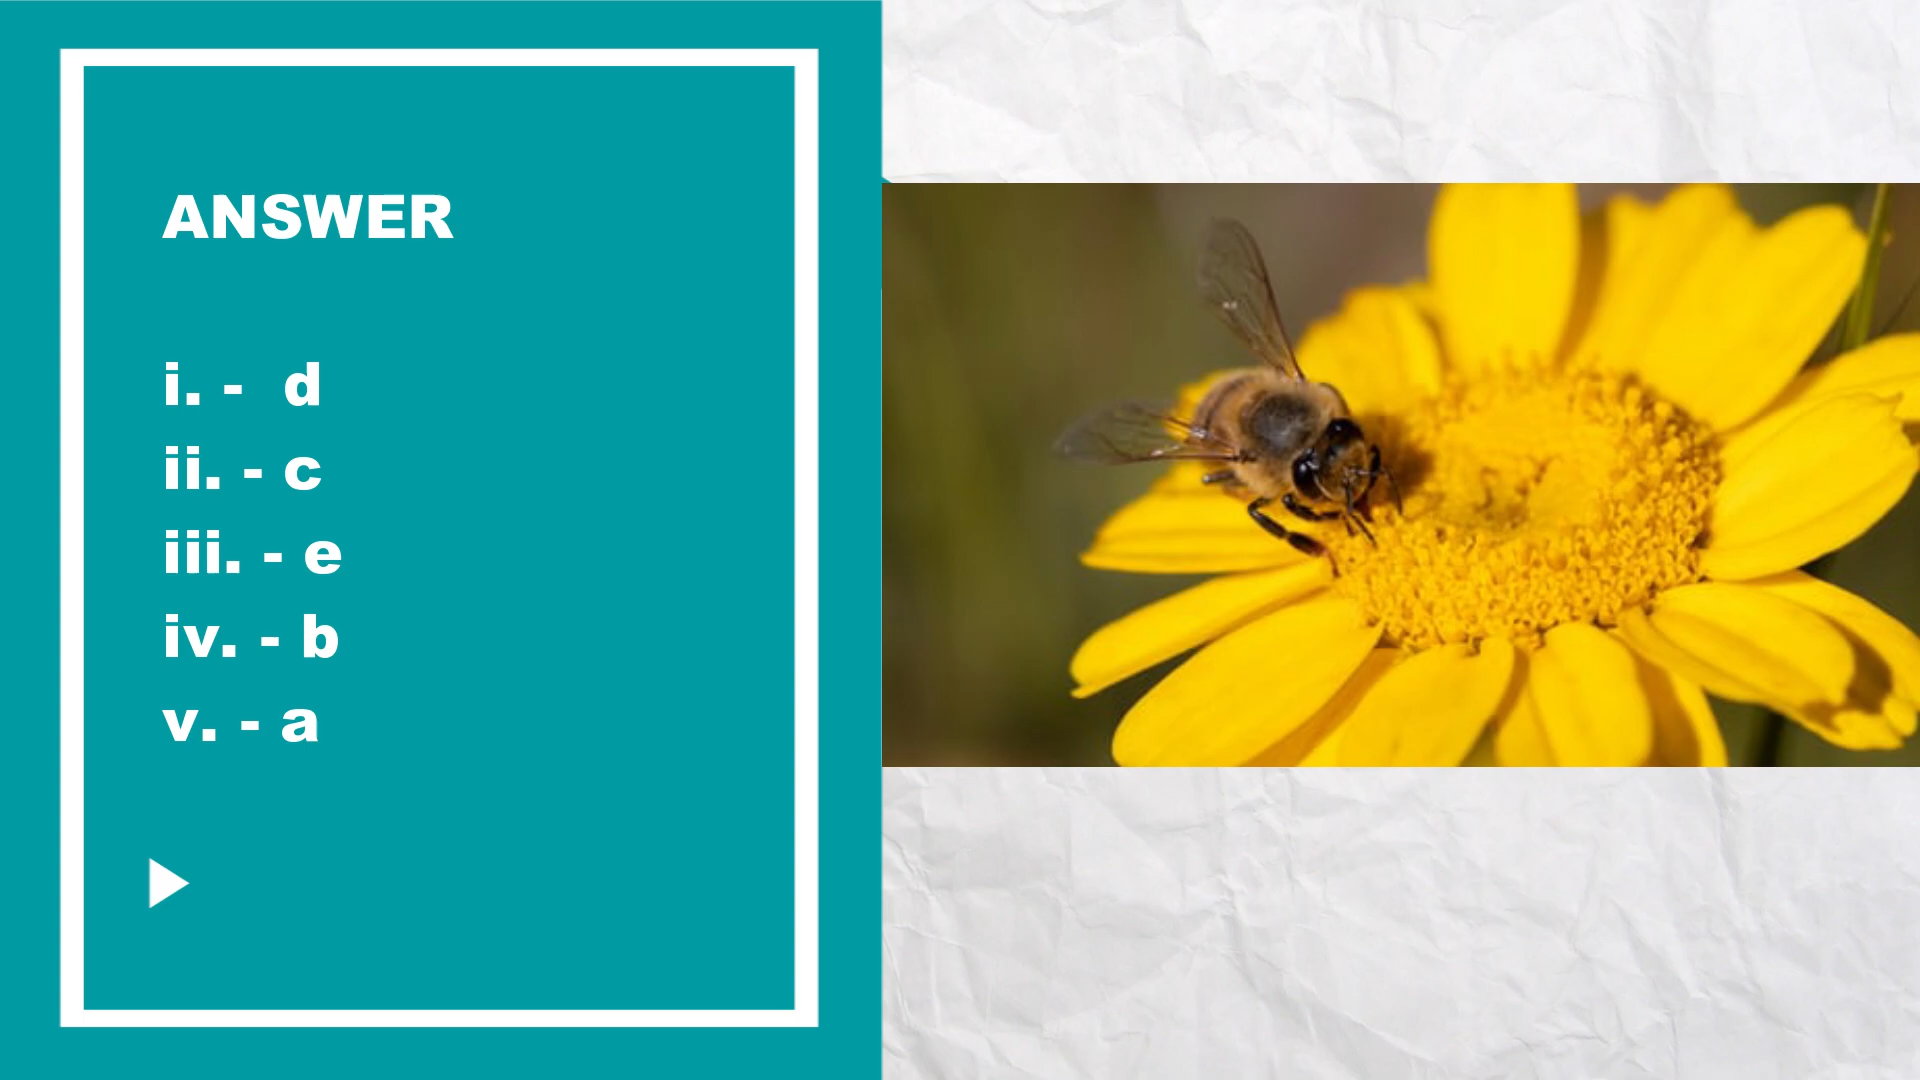 ANSWER
i. - d
ii. - c
iii. - e
iv. - b
v. - a